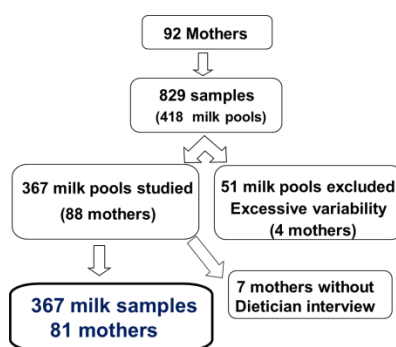 92 Mothers
829 samples
(418 milk pools)
367 milk pools studied
(88 mothers)
51 milk pools excluded
Excessive variability
(4 mothers)
7 mothers without
Dietician interview
367 milk samples
81 mothers